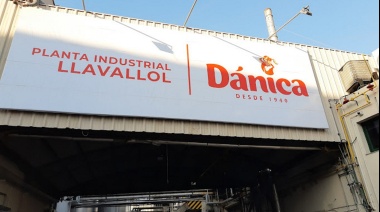 PLANTA INDUSTRIAL
LLAVALLOL
Dánica
DESDE 1949